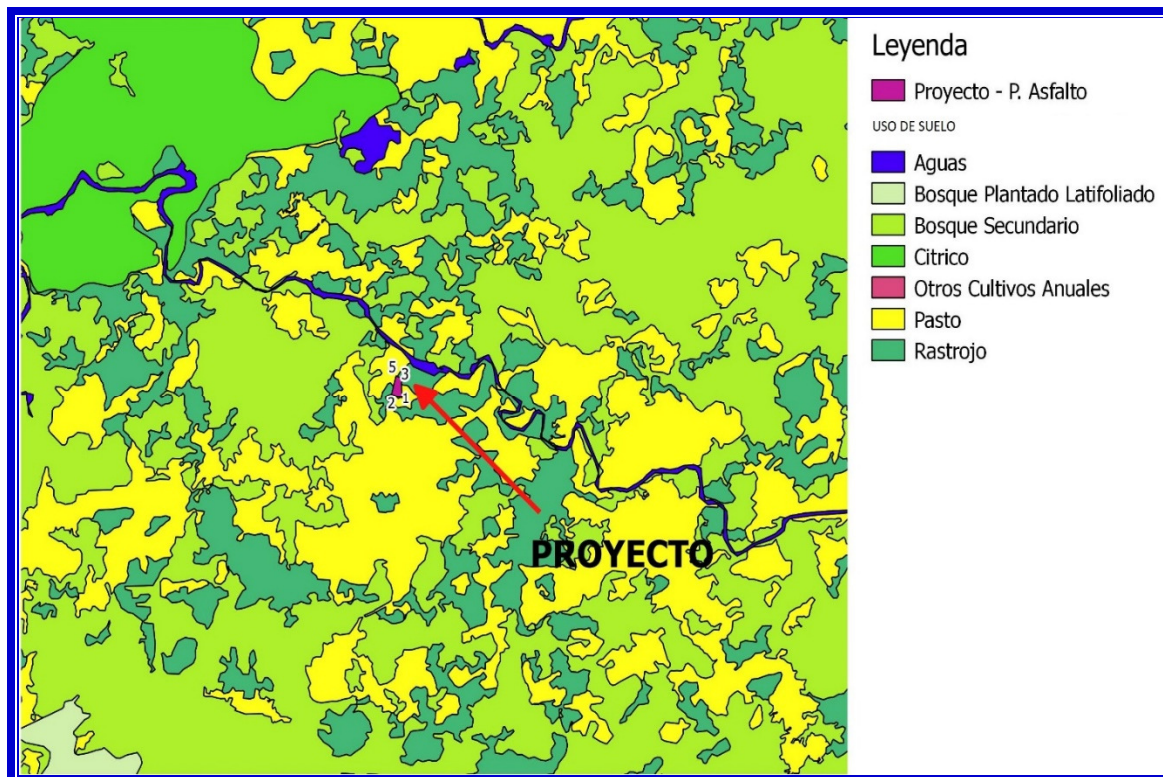 Leyenda
Proyecto - P. Asfalto
USO DE SUELO
Aguas
Bosque Plantado Latifoliado
Bosque Secundario
Citrico
Otros Cultivos Anuales
Pasto
Rastrojo
5 3
2 1
PROYECTO